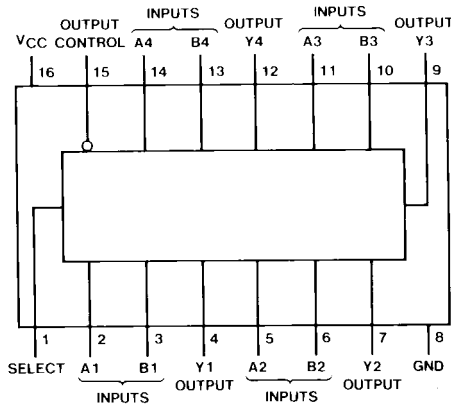 INPUTS INPUTS
OUTPUT OUTPUT OUTPUT
VCC CONTROL A4 B4 Y4 A3 B3 Y3
16 15 14 13 12 11 10 9
1 2 3 4 5 6 7 8
SELECT A1 B1 Y1 A2 B2 Y2 GND
OUTPUT OUTPUT
INPUTS INPUTS